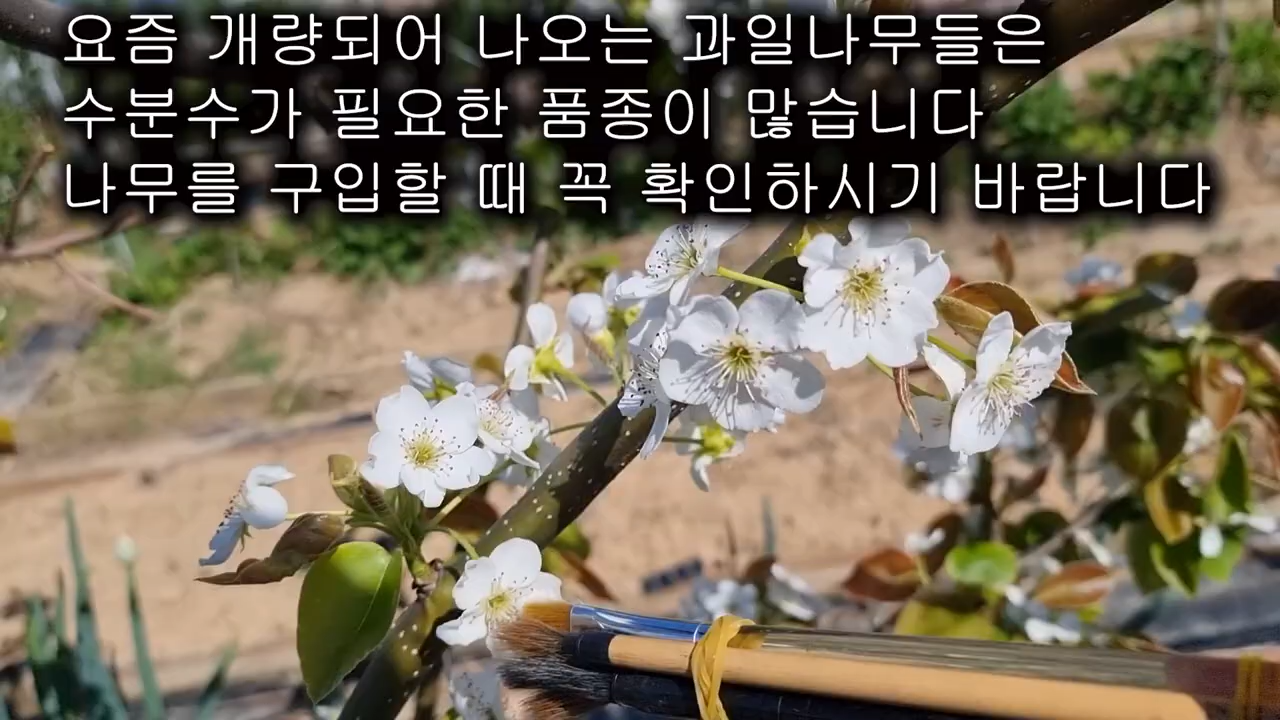 요즘 개량되어 나오는 과일나무들은
수분수가 필요한 품종이 많습니다
나무를 구입할 때 꼭 확인하시기 바랍니다